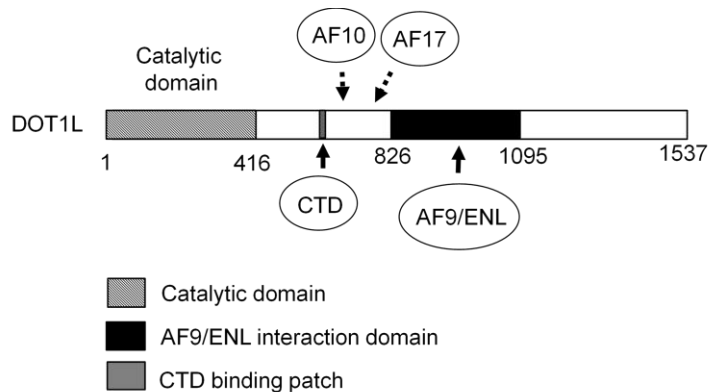 AF10
AF17
Catalytic
domain
DOT1L
1
416
826
1095
1537
CTD
AF9/ENL
Catalytic domain
AF9/ENL interaction domain
CTD binding patch